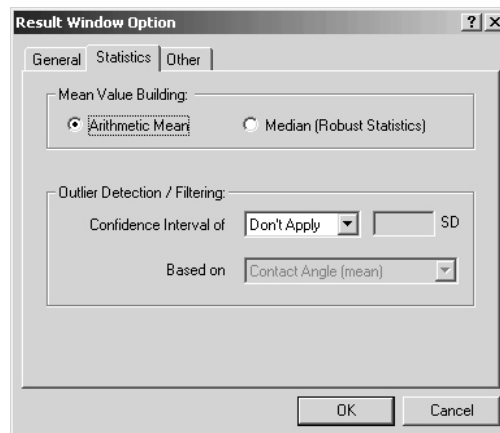 Result Window Option
General Statistics Other
Mean Value Building:
Arithmetic Mean Median (Robust Statistics)
Outlier Detection / Filtering:
Confidence Interval of Don't Apply SD
Based on Contact Angle (mean)
OK Cancel